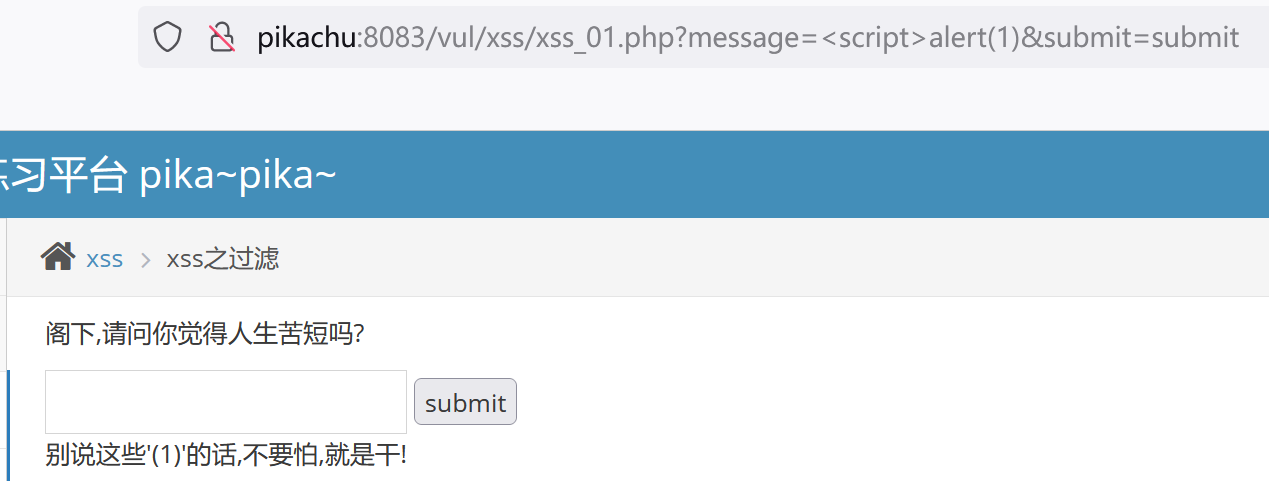 pikachu:8083/vul/xss/xss_01.php?message=<script>alert(1)&submit=submit
习平台 pika~pika~
xss > xss之过滤
阁下,请问你觉得人生苦短吗?
submit
别说这些'(1)'的话,不要怕,就是干!